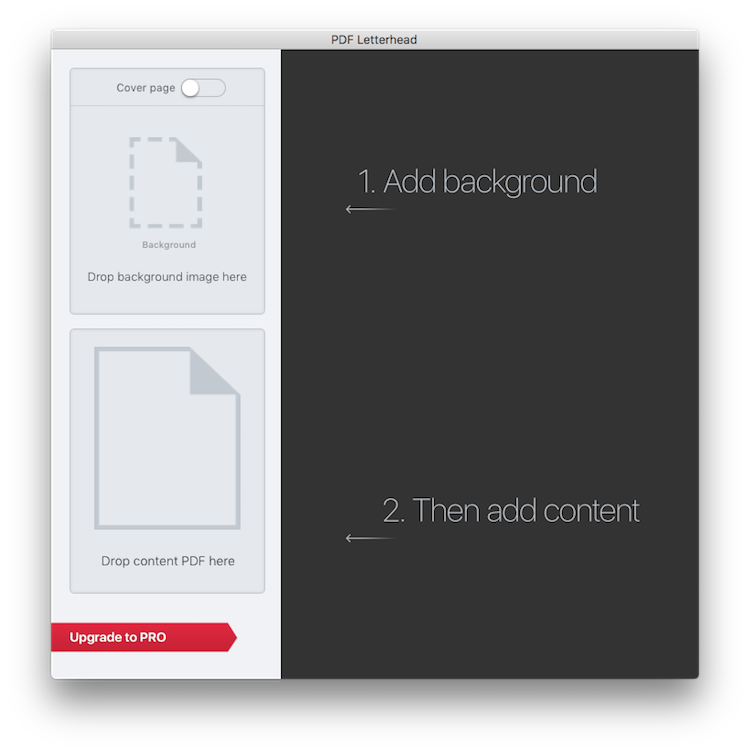 PDF Letterhead
Cover page
Background
Drop background image here
1. Add background
Drop content PDF here
2. Then add content
Upgrade to PRO